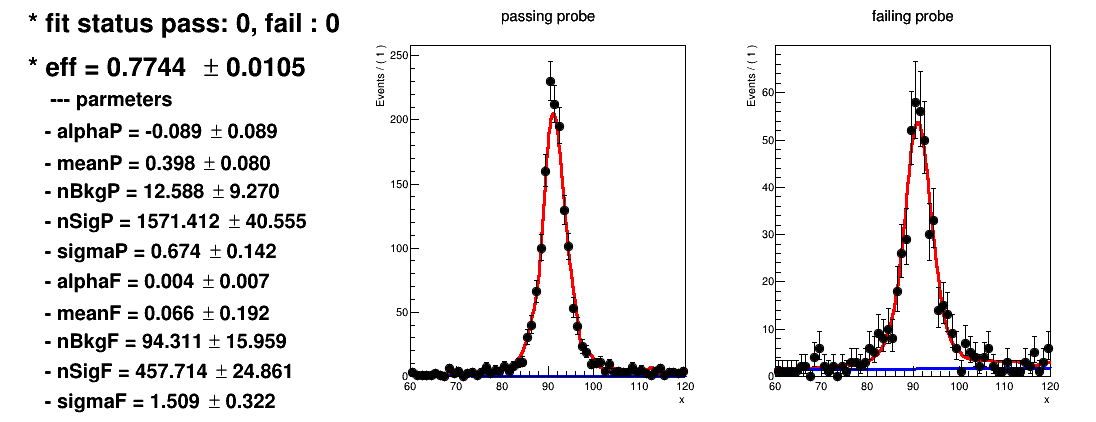 * fit status pass: 0, fail : 0
* eff = 0.7744 ± 0.0105
--- parmeters
- alphaP = -0.089 ± 0.089
- meanP = 0.398 ± 0.080
- nBkgP = 12.588 ± 9.270
- nSigP = 1571.412 ± 40.555
- sigmaP = 0.674 ± 0.142
- alphaF = 0.004 ± 0.007
- meanF = 0.066 ± 0.192
- nBkgF = 94.311 ± 15.959
- nSigF = 457.714 ± 24.861
- sigmaF = 1.509 ± 0.322
passing probe
Events / ( 1 )
250
200
150
100
50
0
60 70 80 90 100 110 120
x
failing probe
Events / ( 1 )
60
50
40
30
20
10
0
60 70 80 90 100 110 120
x